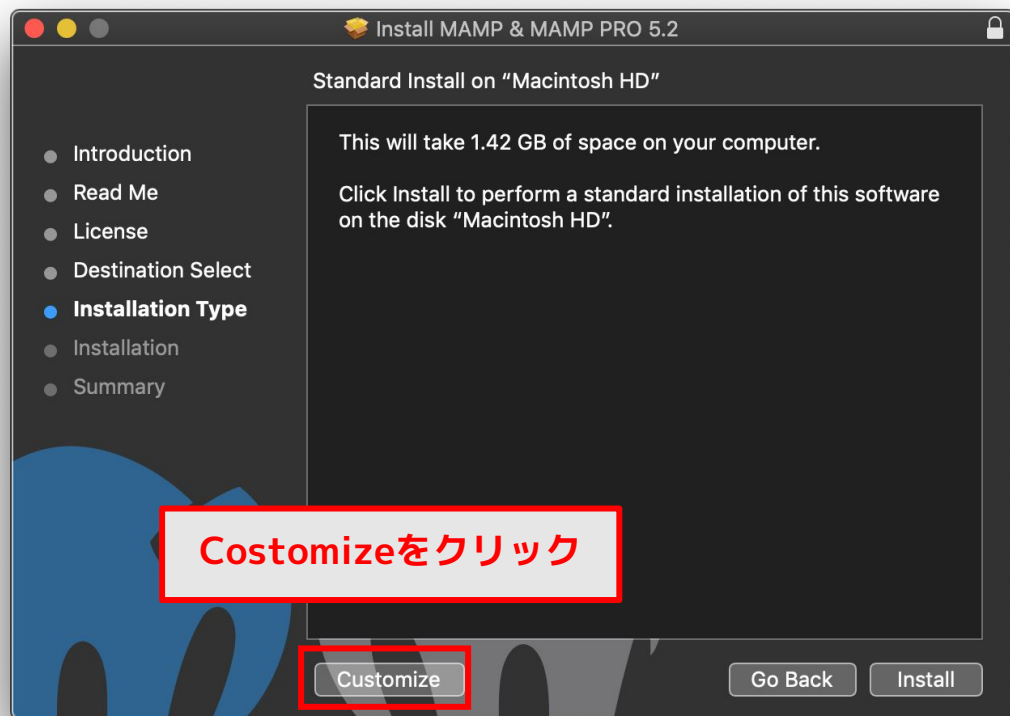 Install MAMP & MAMP PRO 5.2
Standard Install on “Macintosh HD”
Introduction
Read Me
License
Destination Select
Installation Type
Installation
Summary
This will take 1.42 GB of space on your computer.
Click Install to perform a standard installation of this software
on the disk “Macintosh HD”.
Costomizeをクリック
Customize
Go Back
Install